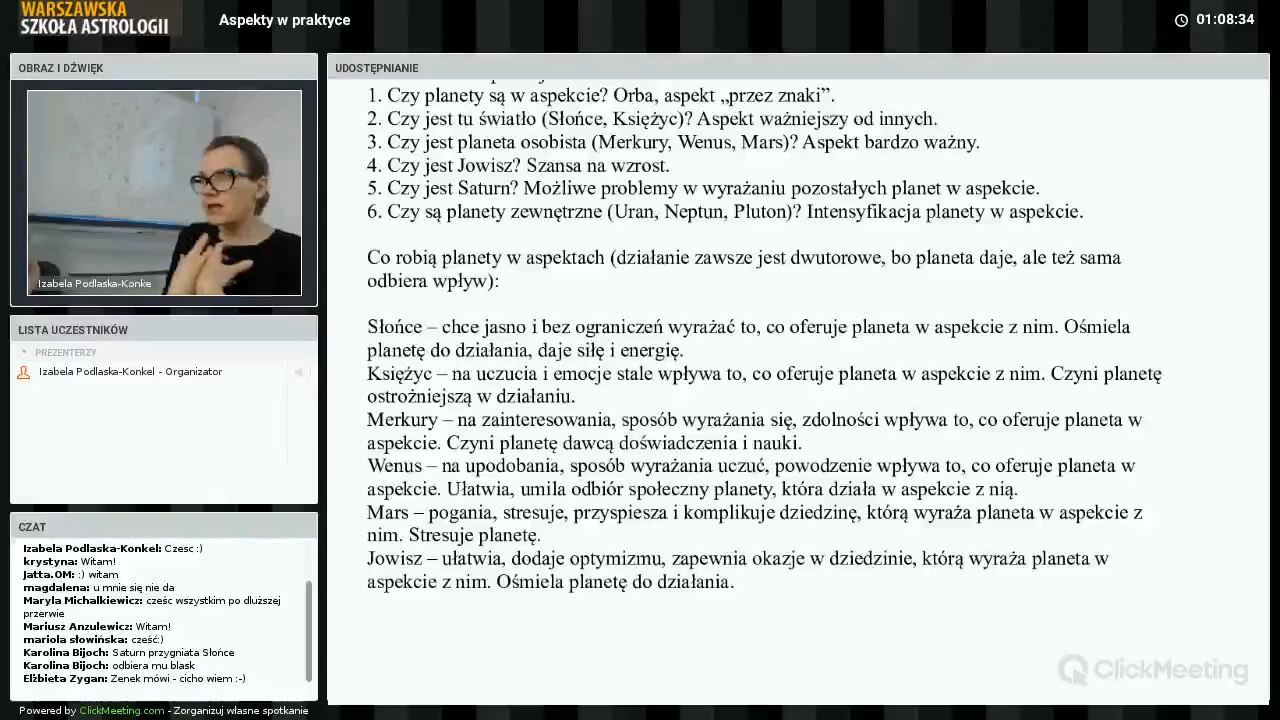 WARSZAWSKA
SZKOŁA ASTROLOGII
Aspekty w praktyce
01:08:34
OBRAZ I DŹWIĘK
Izabela Podlaska-Konke
LISTA UCZESTNIKÓW
PREZENTERZY
Izabela Podlaska-Konkel - Organizator
CZAT
Izabela Podlaska-Konkel: Czesc :)
krystyna: Witam!
Jatta.OM: :) witam
magdalena: u mnie się nie da
Maryla Michalkiewicz: cześc wszystkim po dluższej
przerwie
Mariusz Anzulewicz: Witam!
mariola słowińska: cześć:)
Karolina Bijoch: Saturn przygniata Słońce
Karolina Bijoch: odbiera mu blask
Elżbieta Zygan: Zenek mówi - cicho wiem :-)
Powered by ClickMeeting.com - Zorganizuj własne spotkanie
UDOSTĘPNIANIE
1. Czy planety są w aspekcie? Orba, aspekt „przez znaki”.
2. Czy jest tu światło (Słońce, Księżyc)? Aspekt ważniejszy od innych.
3. Czy jest planeta osobista (Merkury, Wenus, Mars)? Aspekt bardzo ważny.
4. Czy jest Jowisz? Szansa na wzrost.
5. Czy jest Saturn? Możliwe problemy w wyrażaniu pozostałych planet w aspekcie.
6. Czy są planety zewnętrzne (Uran, Neptun, Pluton)? Intensyfikacja planety w aspekcie.
Co robią planety w aspektach (działanie zawsze jest dwutorowe, bo planeta daje, ale też sama
odbiera wpływ):
Słońce – chce jasno i bez ograniczeń wyrażać to, co oferuje planeta w aspekcie z nim. Ośmiela
planetę do działania, daje siłę i energię.
Księżyc – na uczucia i emocje stale wpływa to, co oferuje planeta w aspekcie z nim. Czyni planetę
ostrożniejszą w działaniu.
Merkury – na zainteresowania, sposób wyrażania się, zdolności wpływa to, co oferuje planeta w
aspekcie. Czyni planetę dawcą doświadczenia i nauki.
Wenus – na upodobania, sposób wyrażania uczuć, powodzenie wpływa to, co oferuje planeta w
aspekcie. Ułatwia, umila odbiór społeczny planety, która działa w aspekcie z nią.
Mars – pogania, stresuje, przyspiesza i komplikuje dziedzinę, którą wyraża planeta w aspekcie z
nim. Stresuje planetę.
Jowisz – ułatwia, dodaje optymizmu, zapewnia okazje w dziedzinie, którą wyraża planeta w
aspekcie z nim. Ośmiela planetę do działania.
ClickMeeting